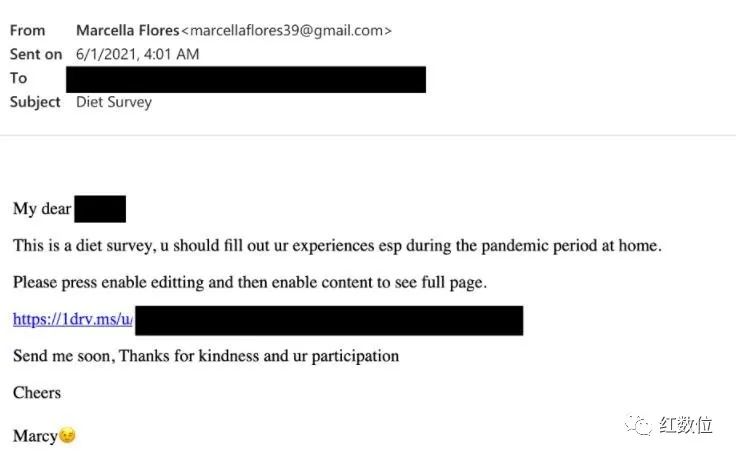 From Marcella Flores<marcellaflores39@gmail.com>
Sent on 6/1/2021, 4:01 AM
To
Subject Diet Survey
My dear
This is a diet survey, u should fill out ur experiences esp during the pandemic period at home.
Please press enable editting and then enable content to see full page.
https://1drv.ms/u/
Send me soon, Thanks for kindness and ur participation
Cheers
Marcy😉
红数位